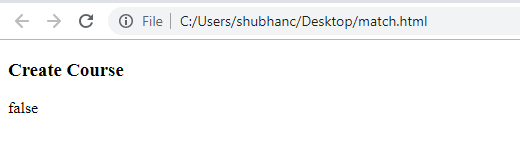 File | C:/Users/shubhanc/Desktop/match.html
Create Course
false